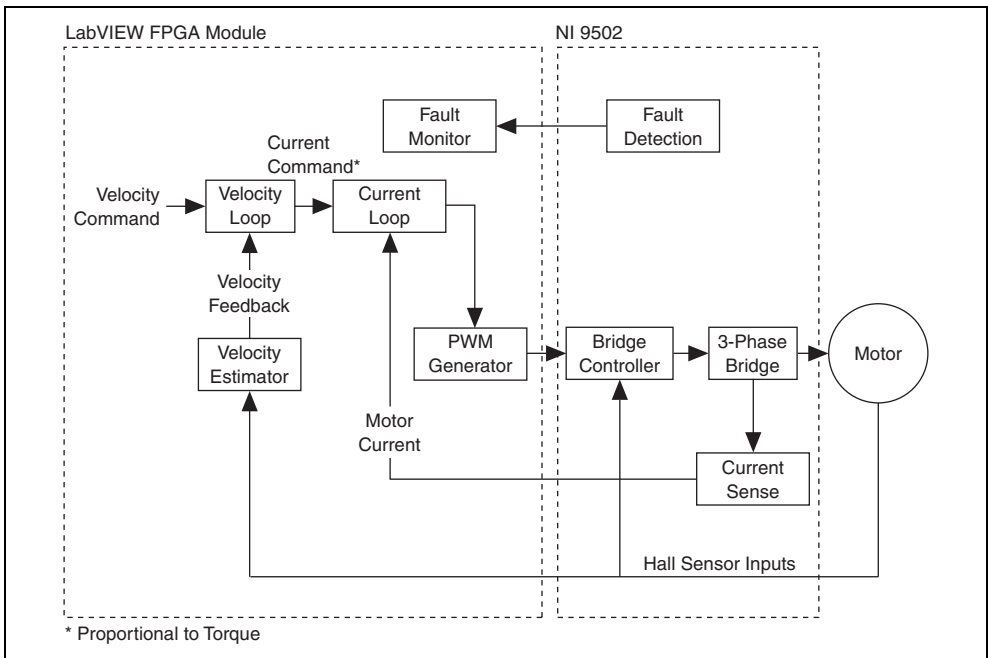 LabVIEW FPGA Module
NI 9502
Fault
Monitor
Fault
Detection
Current
Command*
Velocity
Command
Velocity
Loop
Current
Loop
Velocity
Feedback
Velocity
Estimator
PWM
Generator
Bridge
Controller
3-Phase
Bridge
Motor
Motor
Current
Current
Sense
Hall Sensor Inputs
* Proportional to Torque